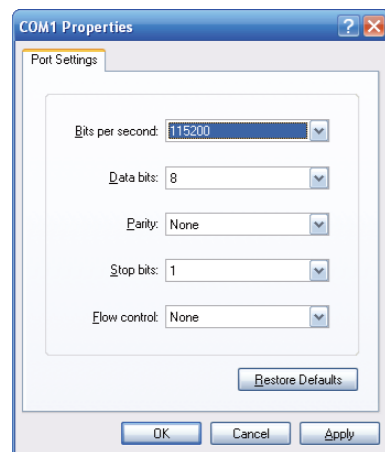 COM1 Properties
Port Settings
Bits per second: 115200
Data bits: 8
Parity: None
Stop bits: 1
Flow control: None
Restore Defaults
OK Cancel Apply